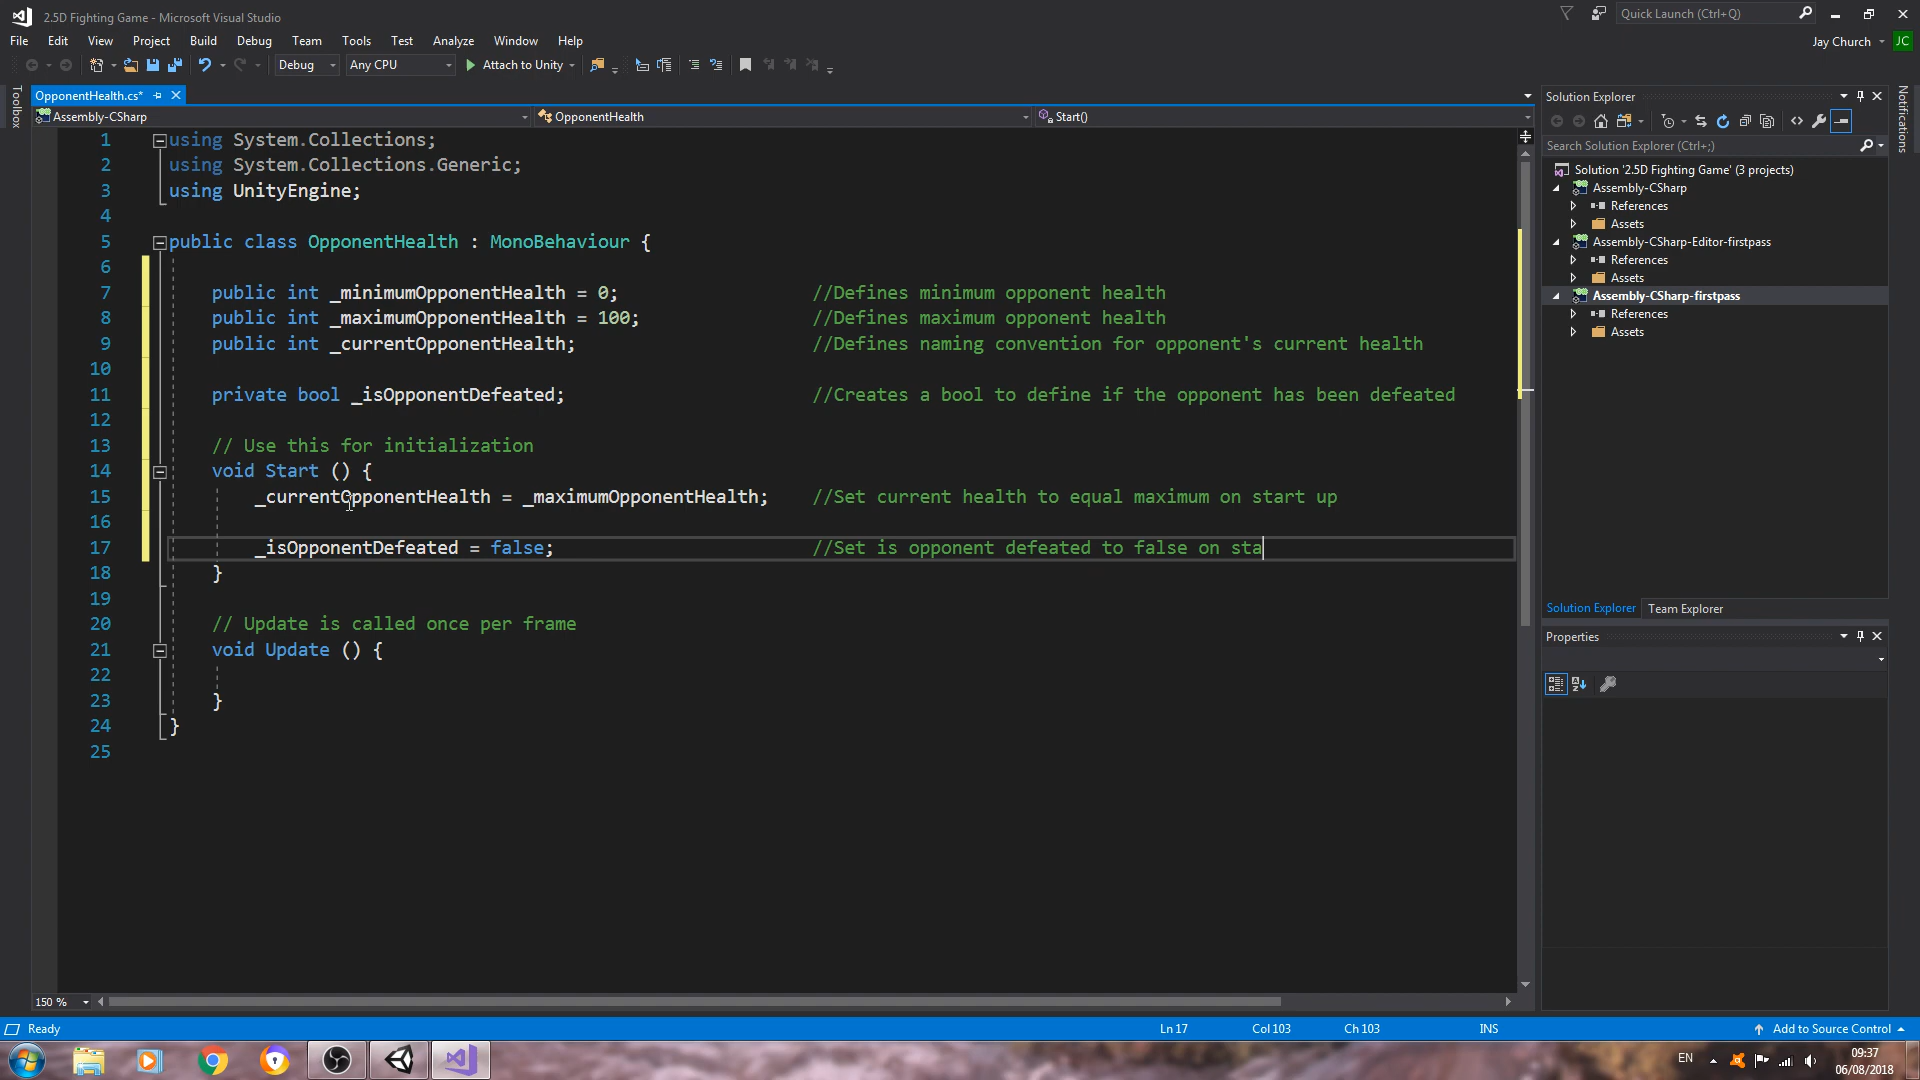 2.5D Fighting Game - Microsoft Visual Studio
Quick Launch (Ctrl+Q)
File Edit View Project Build Debug Team Tools Test Analyze Window Help
Jay Church JC
Debug Any CPU Attach to Unity
Toolbox
OpponentHealth.cs*
Assembly-CSharp OpponentHealth Start()
1 using System.Collections;
2 using System.Collections.Generic;
3 using UnityEngine;
4
5 public class OpponentHealth : MonoBehaviour {
6
7 public int _minimumOpponentHealth = 0; //Defines minimum opponent health
8 public int _maximumOpponentHealth = 100; //Defines maximum opponent health
9 public int _currentOpponentHealth; //Defines naming convention for opponent's current health
10
11 private bool _isOpponentDefeated; //Creates a bool to define if the opponent has been defeated
12
13 // Use this for initialization
14 void Start () {
15 _currentOpponentHealth = _maximumOpponentHealth; //Set current health to equal maximum on start up
16
17 _isOpponentDefeated = false; //Set is opponent defeated to false on sta
18 }
19
20 // Update is called once per frame
21 void Update () {
22
23 }
24 }
25
150 %
Solution Explorer
Search Solution Explorer (Ctrl+;)
Solution '2.5D Fighting Game' (3 projects)
Assembly-CSharp
References
Assets
Assembly-CSharp-Editor-firstpass
References
Assets
Assembly-CSharp-firstpass
References
Assets
Solution Explorer Team Explorer
Properties
Notifications
Ready Ln 17 Col 103 Ch 103 INS Add to Source Control
EN 09:37
06/08/2018